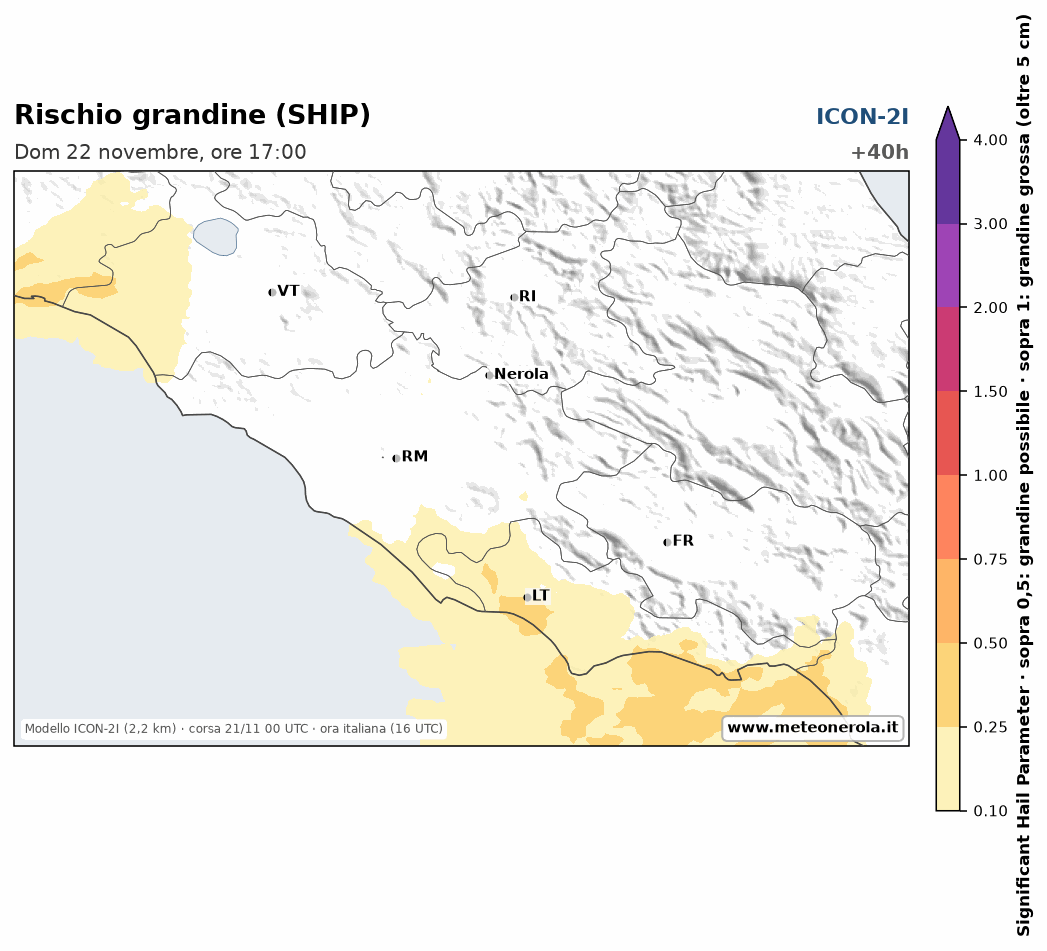 Rischio grandine (SHIP)
ICON-2I
Dom 22 novembre, ore 17:00
+40h
VT
RI
Nerola
RM
FR
LT
Modello ICON-2I (2,2 km) · corsa 21/11 00 UTC · ora italiana (16 UTC)
www.meteonerola.it
4.00
3.00
2.00
1.50
1.00
0.75
0.50
0.25
0.10
Significant Hail Parameter · sopra 0,5: grandine possibile · sopra 1: grandine grossa (oltre 5 cm)